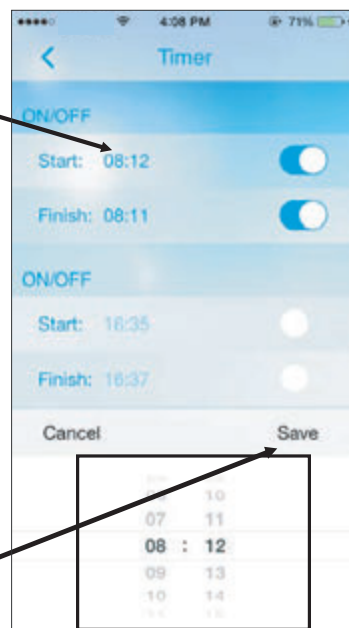 4:08 PM 71%
Timer
ON/OFF
Start: 08:12
Finish: 08:11
ON/OFF
Start: 16:35
Finish: 16:37
Cancel Save
10
07 11
08 : 12
09 13
10 14